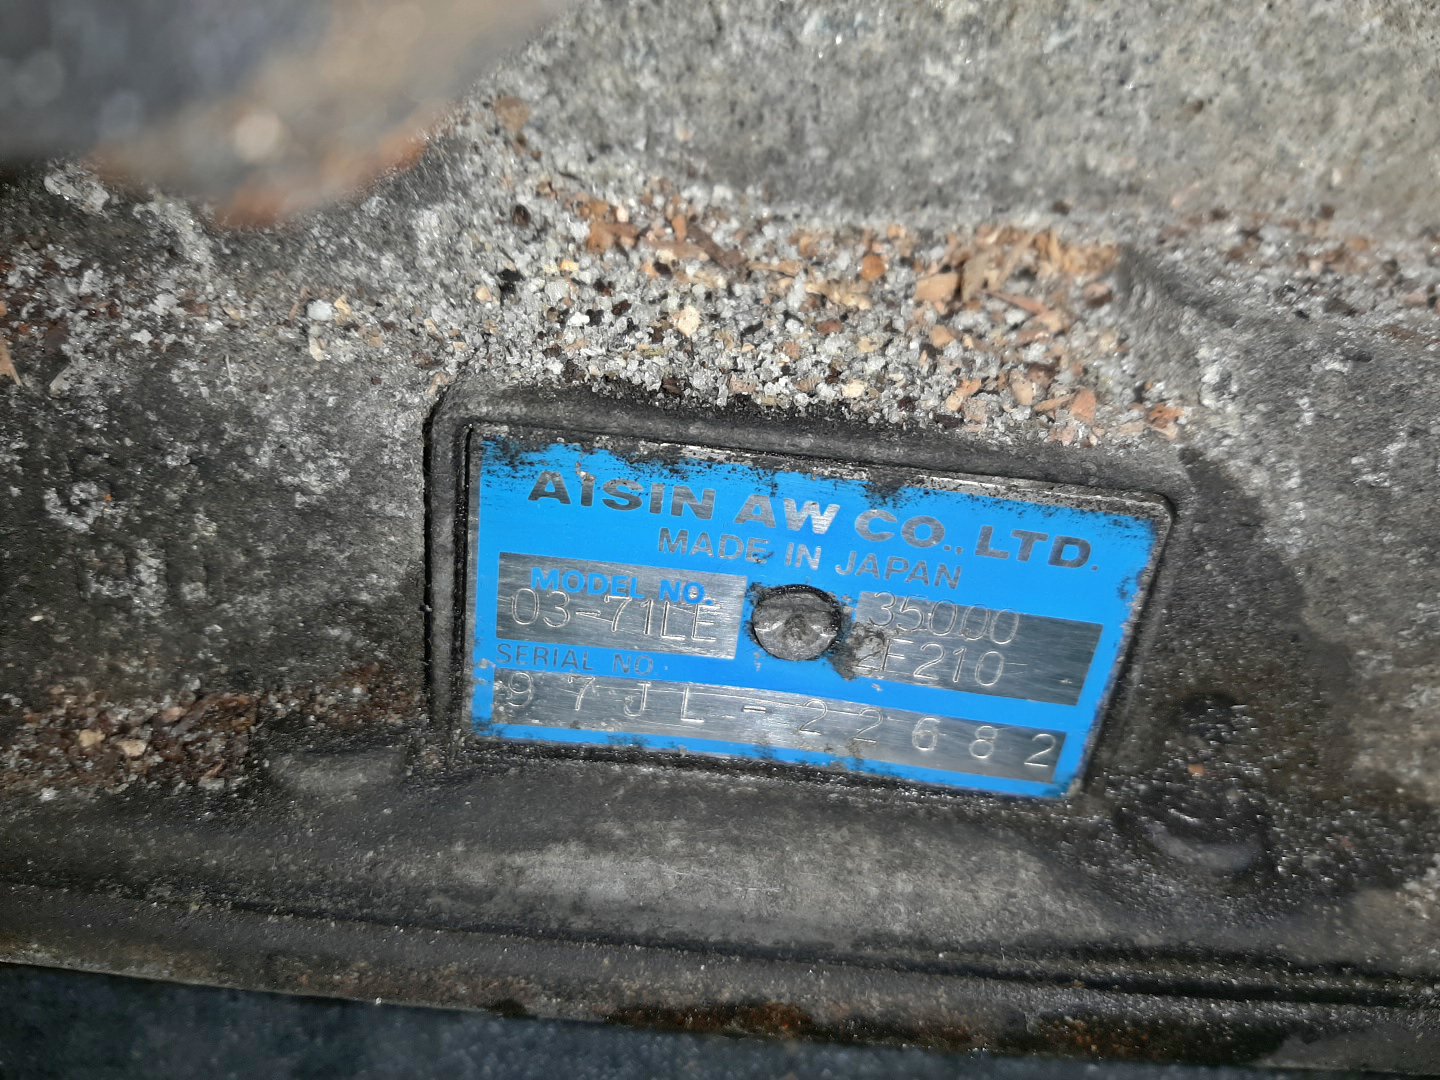 AISIN AW CO., LTD.
MADE IN JAPAN
MODEL NO.
03-71LE
35000
2F210
SERIAL NO.
97JL-22682